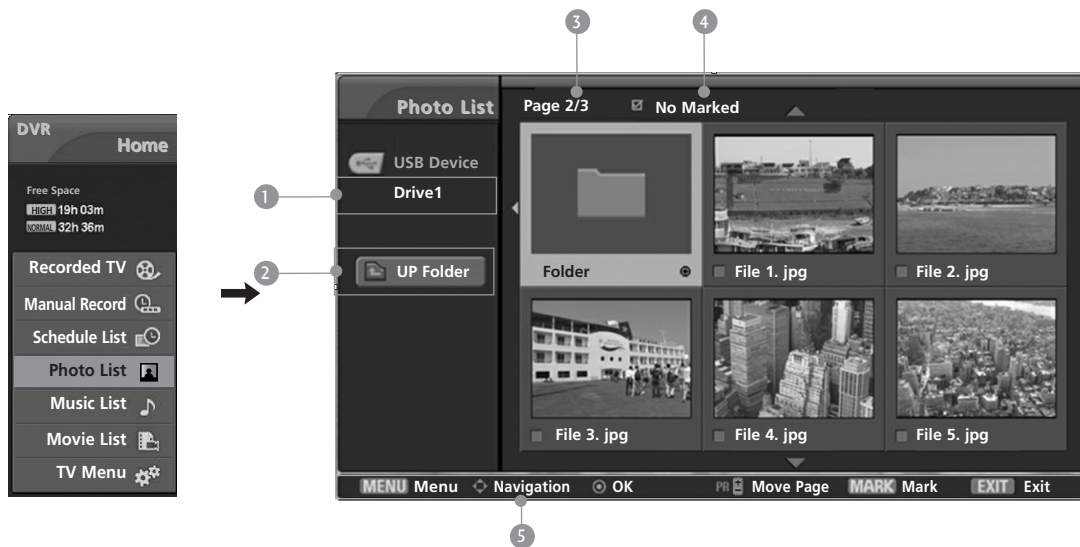 3
4
DVR
Home
Free Space
HIGH 19h 03m
NORMAL 32h 36m
Recorded TV
Manual Record
Schedule List
Photo List
Music List
Movie List
TV Menu
Photo List
Page 2/3
No Marked
USB Device
1
Drive1
2
UP Folder
Folder
File 1. jpg
File 2. jpg
File 3. jpg
File 4. jpg
File 5. jpg
MENU Menu Navigation OK PR Move Page MARK Mark EXIT Exit
5